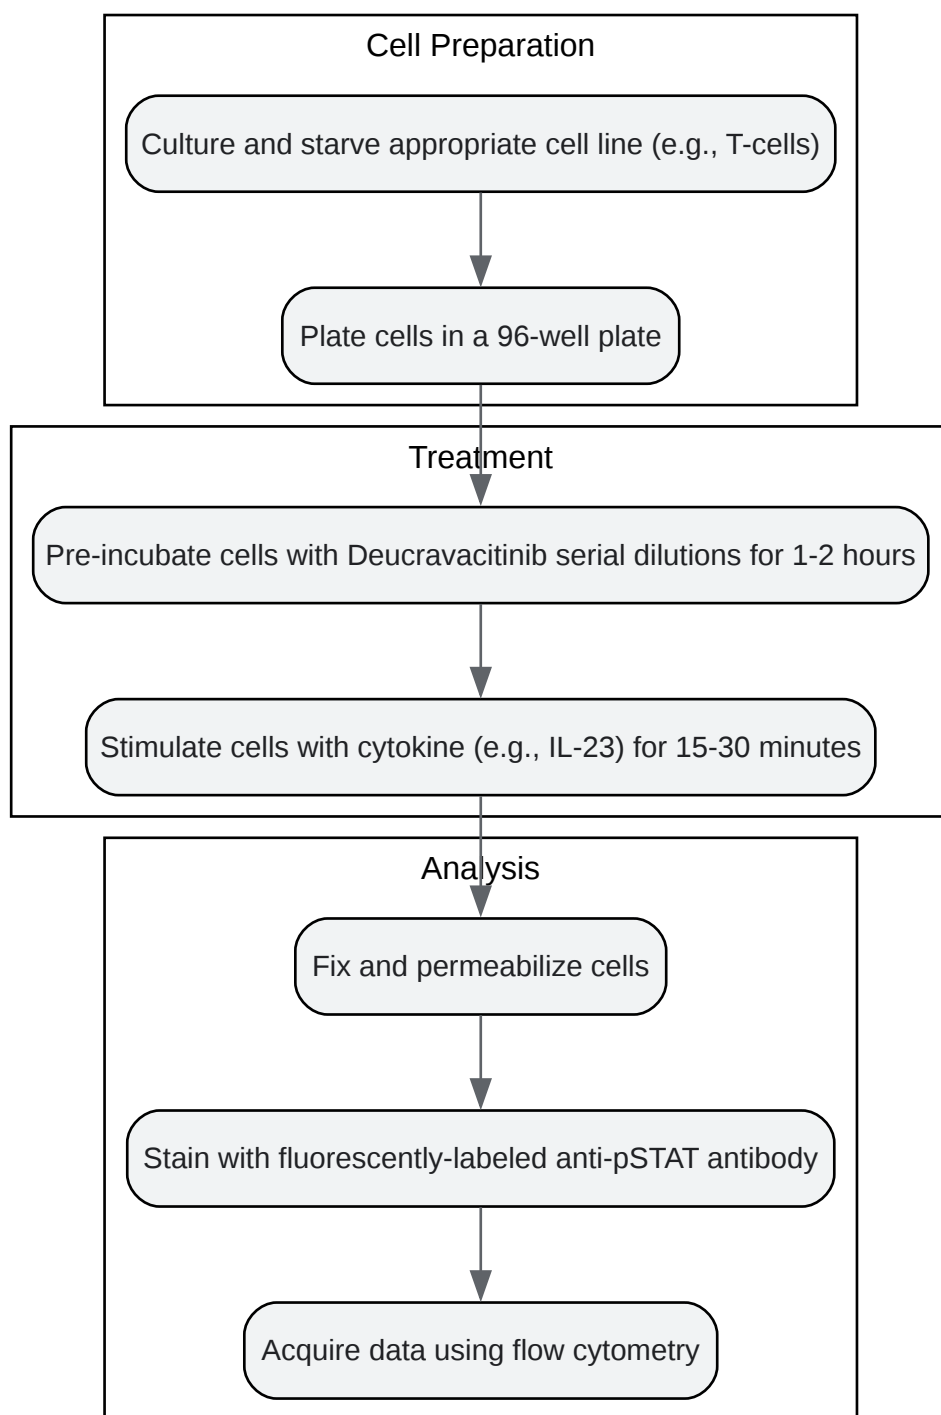 Cell Preparation
Culture and starve appropriate cell line (e.g., T-cells)
Plate cells in a 96-well plate
Treatment
Pre-incubate cells with Deucravacitinib serial dilutions for 1-2 hours
Stimulate cells with cytokine (e.g., IL-23) for 15-30 minutes
Analysis
Fix and permeabilize cells
Stain with fluorescently-labeled anti-pSTAT antibody
Acquire data using flow cytometry